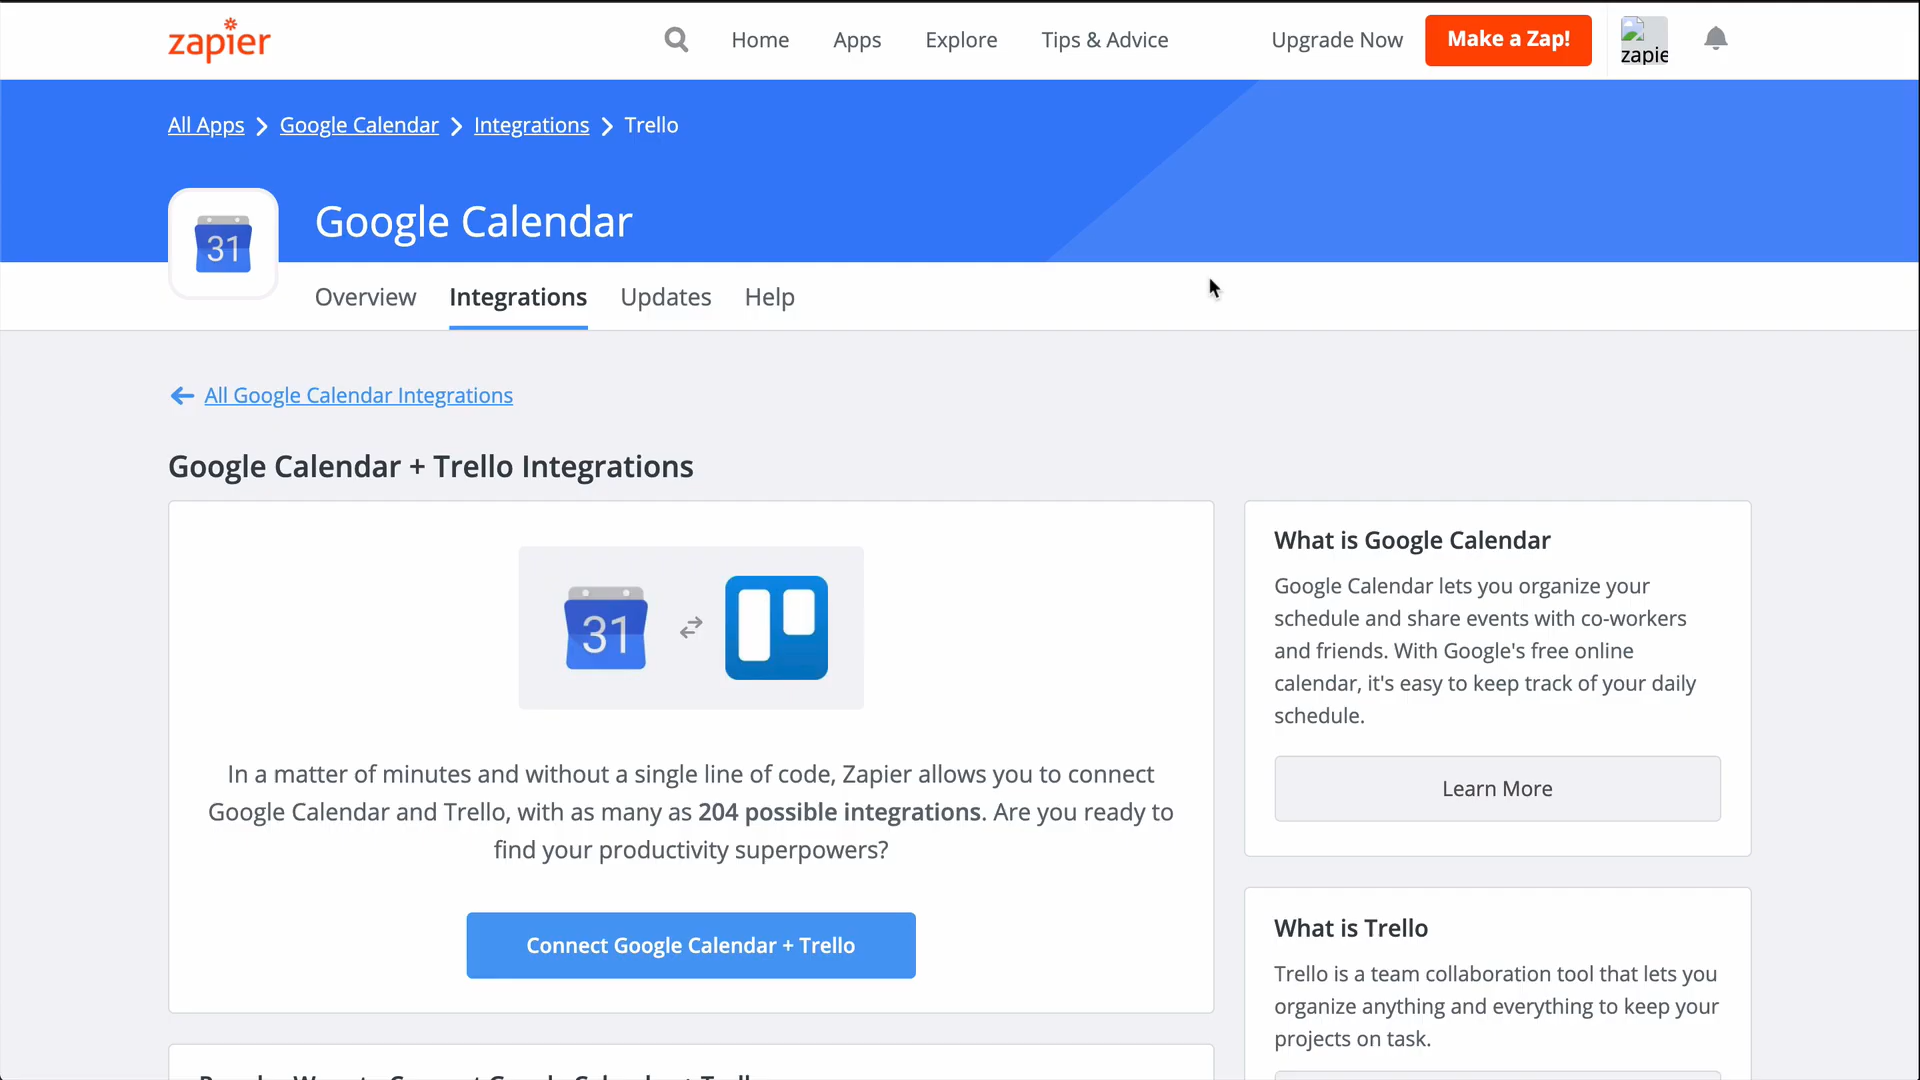 zapier
Home
Apps
Explore
Tips & Advice
Upgrade Now
Make a Zap!
zapie
All Apps
Google Calendar
Integrations
Trello
31
Google Calendar
Overview
Integrations
Updates
Help
All Google Calendar Integrations
Google Calendar + Trello Integrations
31
In a matter of minutes and without a single line of code, Zapier allows you to connect
Google Calendar and Trello, with as many as 204 possible integrations. Are you ready to
find your productivity superpowers?
Connect Google Calendar + Trello
What is Google Calendar
Google Calendar lets you organize your
schedule and share events with co-workers
and friends. With Google's free online
calendar, it's easy to keep track of your daily
schedule.
Learn More
What is Trello
Trello is a team collaboration tool that lets you
organize anything and everything to keep your
projects on task.